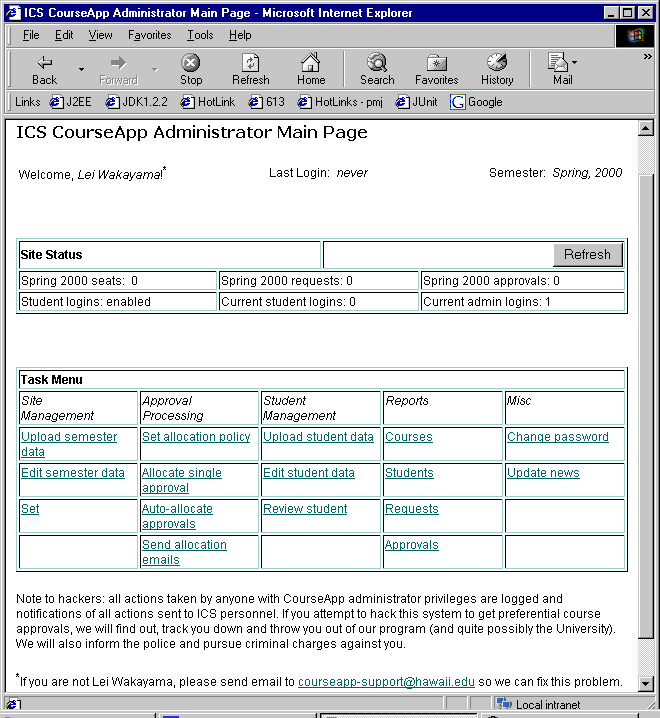 ICS CourseApp Administrator Main Page - Microsoft Internet Explorer
File Edit View Favorites Tools Help
Back Forward Stop Refresh Home Search Favorites History Mail »
Links J2EE JDK1.2.2 HotLink 613 HotLinks - pmj JUnit Google
ICS CourseApp Administrator Main Page
Welcome, Lei Wakayama!* Last Login: never Semester: Spring, 2000
Site Status Refresh
Spring 2000 seats: 0 Spring 2000 requests: 0 Spring 2000 approvals: 0
Student logins: enabled Current student logins: 0 Current admin logins: 1
Task Menu
Site Management Approval Processing Student Management Reports Misc
Upload semester data Set allocation policy Upload student data Courses Change password
Edit semester data Allocate single approval Edit student data Students Update news
Set Auto-allocate approvals Review student Requests
Send allocation emails Approvals
Note to hackers: all actions taken by anyone with CourseApp administrator privileges are logged and
notifications of all actions sent to ICS personnel. If you attempt to hack this system to get preferential course
approvals, we will find out, track you down and throw you out of our program (and quite possibly the University).
We will also inform the police and pursue criminal charges against you.
*If you are not Lei Wakayama, please send email to courseapp-support@hawaii.edu so we can fix this problem.
Local intranet